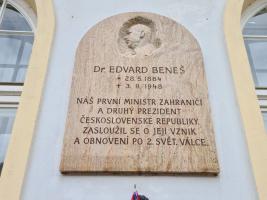 Dr. EDVARD BENEŠ
* 28.5.1884
+ 3.9.1948
NÁŠ PRVNÍ MINISTR ZAHRANIČÍ
A DRUHÝ PREZIDENT
ČESKOSLOVENSKÉ REPUBLIKY.
ZASLOUŽIL SE O JEJÍ VZNIK
A OBNOVENÍ PO 2. SVĚT. VÁLCE.